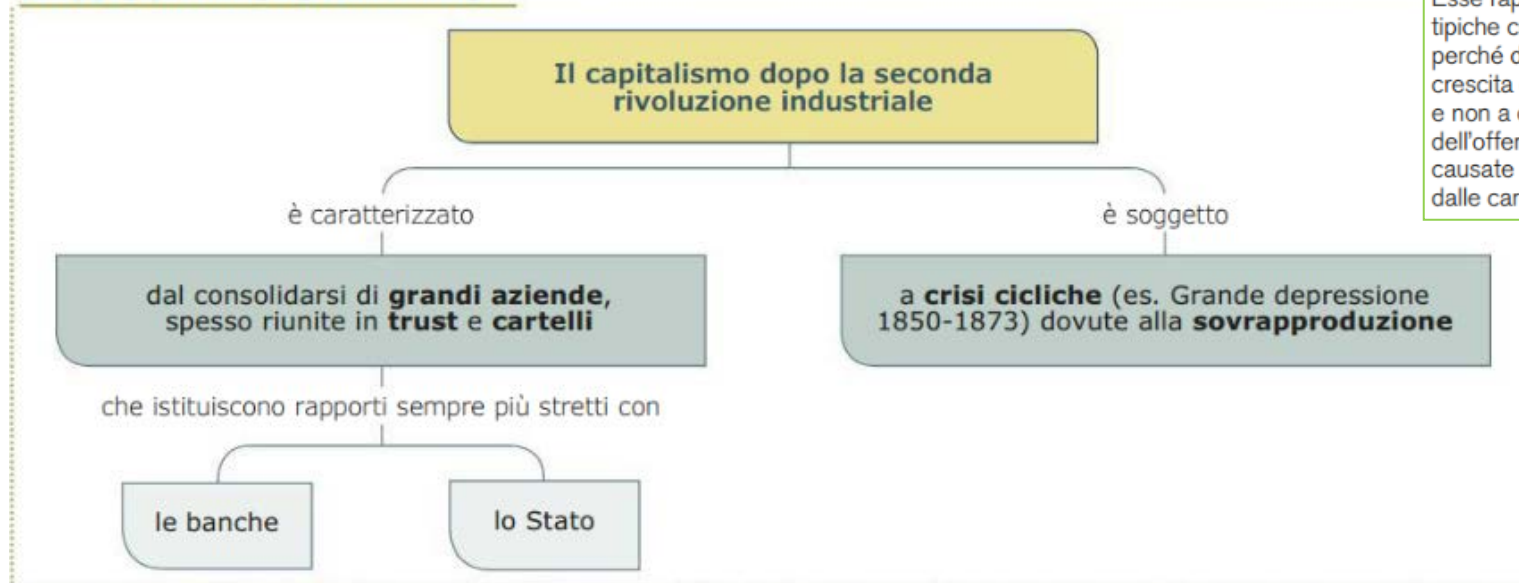 Il capitalismo dopo la seconda
rivoluzione industriale
è caratterizzato
è soggetto
dal consolidarsi di grandi aziende,
spesso riunite in trust e cartelli
a crisi cicliche (es. Grande depressione
1850-1873) dovute alla sovrapproduzione
che istituiscono rapporti sempre più stretti con
le banche
lo Stato
Esse
tipiche
perché
crescita
e non a
causate